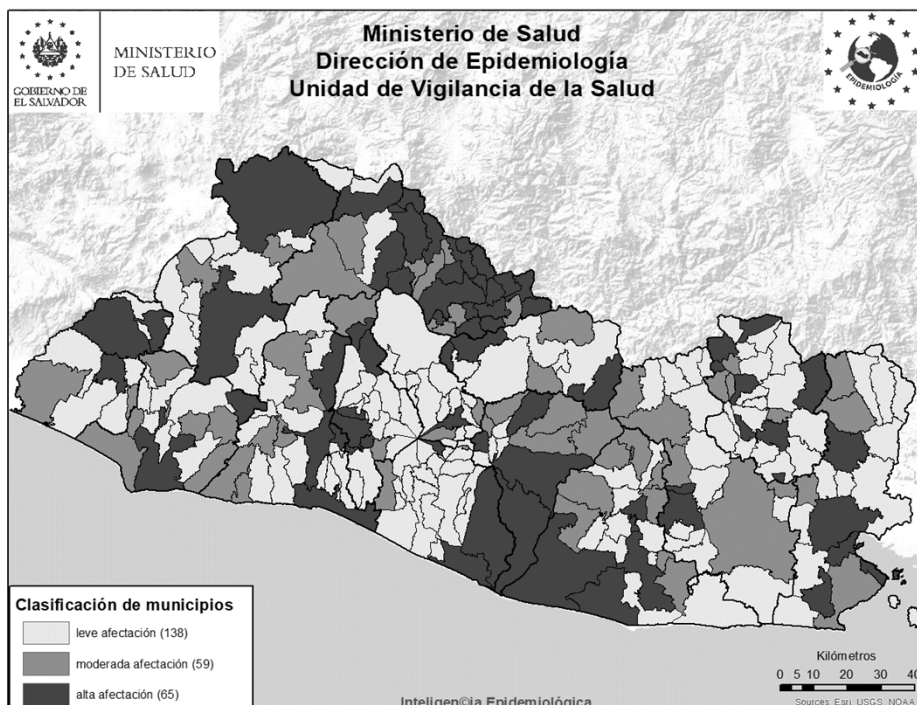 Ministerio de Salud
Dirección de Epidemiología
Unidad de Vigilancia de la Salud
MINISTERIO
DE SALUD
GOBIERNO DE
EL SALVADOR
EPIDEMIOLOGÍA
Clasificación de municipios
leve afectación (138)
moderada afectación (59)
alta afectación (65)
Kilómetros
0 5 10 20 30 40
Sources: Esri, USGS, NOAA
Inteligen©ia Epidemiológica